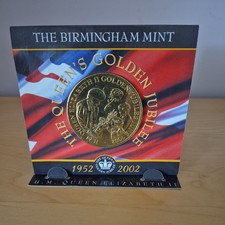 THE BIRMINGHAM MINT
THE QUEEN'S GOLDEN JUBILEE
1952 2002
H.M. QUEEN ELIZABETH II